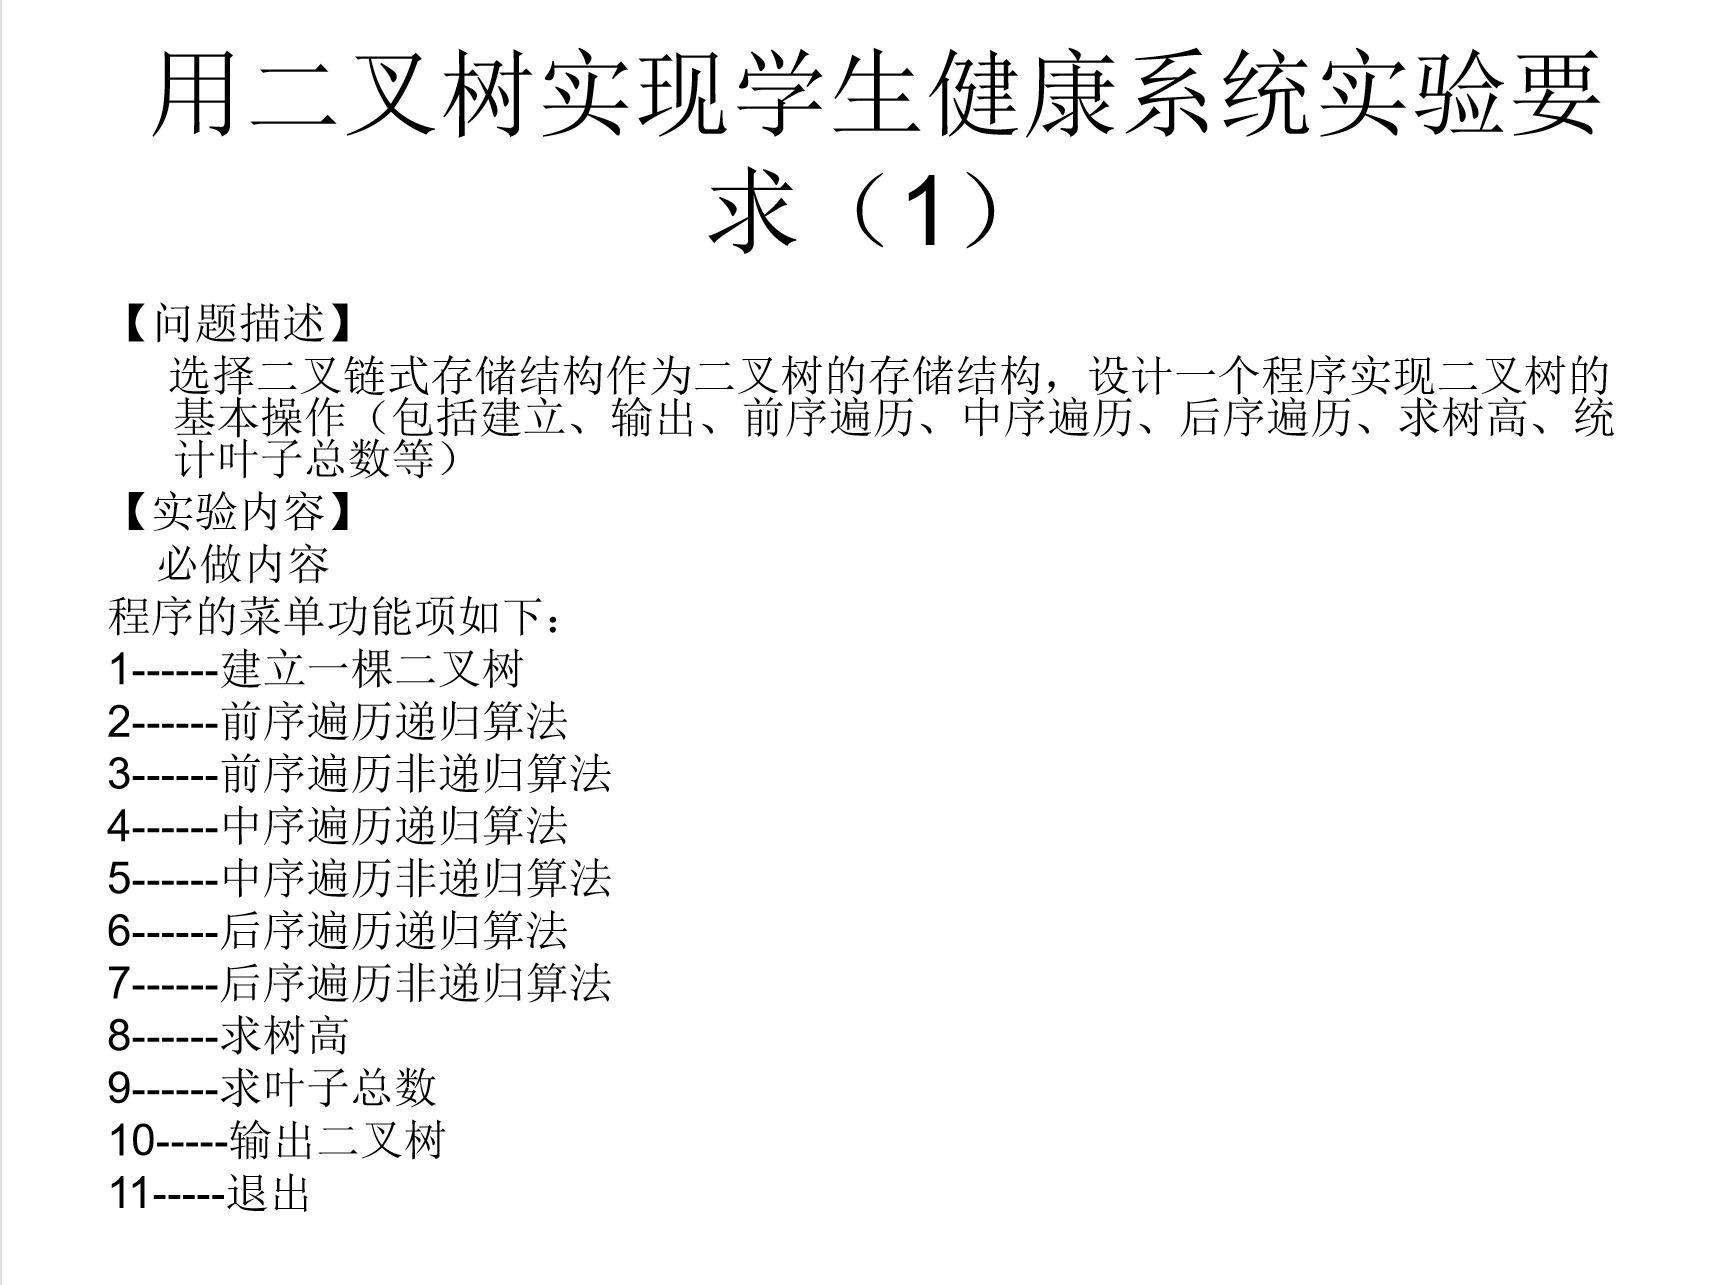 用二叉树实现学生健康系统实验要
求（1）
【问题描述】
选择二叉链式存储结构作为二叉树的存储结构，设计一个程序实现二叉树的
基本操作（包括建立、输出、前序遍历、中序遍历、后序遍历、求树高、统
计叶子总数等）
【实验内容】
必做内容
程序的菜单功能项如下：
1------建立一棵二叉树
2------前序遍历递归算法
3------前序遍历非递归算法
4------中序遍历递归算法
5------中序遍历非递归算法
6------后序遍历递归算法
7------后序遍历非递归算法
8------求树高
9------求叶子总数
10-----输出二叉树
11-----退出